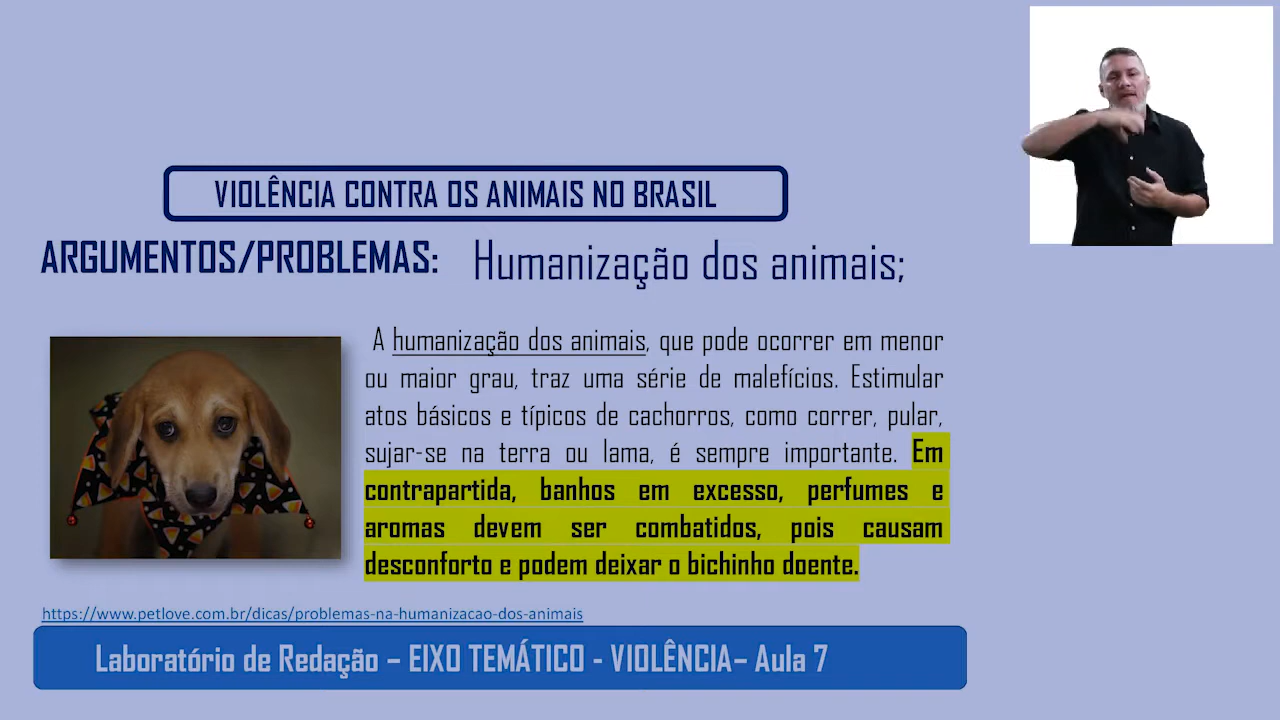 VIOLÊNCIA CONTRA OS ANIMAIS NO BRASIL
ARGUMENTOS/PROBLEMAS: Humanização dos animais;
A humanização dos animais, que pode ocorrer em menor
ou maior grau, traz uma série de malefícios. Estimular
atos básicos e típicos de cachorros, como correr, pular,
sujar-se na terra ou lama, é sempre importante. Em
contrapartida, banhos em excesso, perfumes e
aromas devem ser combatidos, pois causam
desconforto e podem deixar o bichinho doente.
https://www.petlove.com.br/dicas/problemas-na-humanizacao-dos-animais
Laboratório de Redação – EIXO TEMÁTICO - VIOLÊNCIA– Aula 7